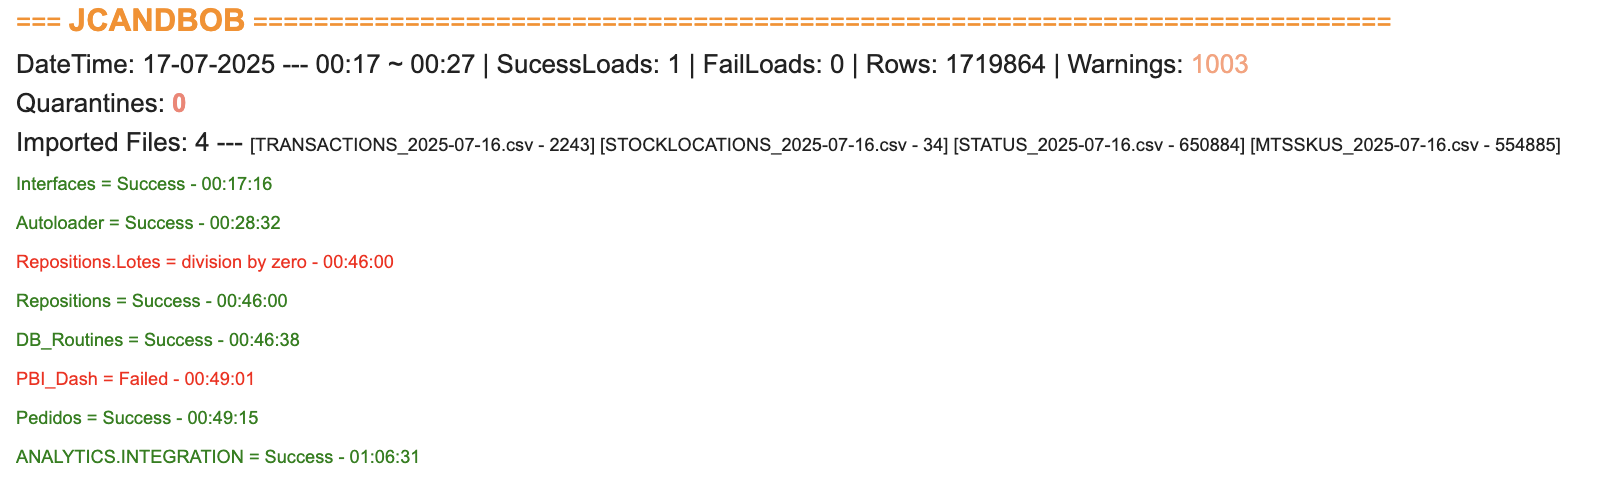 === JCANDBOB ===========================================================================
DateTime: 17-07-2025 --- 00:17 ~ 00:27 | SucessLoads: 1 | FailLoads: 0 | Rows: 1719864 | Warnings: 1003
Quarantines: 0
Imported Files: 4 --- [TRANSACTIONS_2025-07-16.csv - 2243] [STOCKLOCATIONS_2025-07-16.csv - 34] [STATUS_2025-07-16.csv - 650884] [MTSSKUS_2025-07-16.csv - 554885]
Interfaces = Success - 00:17:16
Autoloader = Success - 00:28:32
Repositions.Lotes = division by zero - 00:46:00
Repositions = Success - 00:46:00
DB_Routines = Success - 00:46:38
PBI_Dash = Failed - 00:49:01
Pedidos = Success - 00:49:15
ANALYTICS.INTEGRATION = Success - 01:06:31